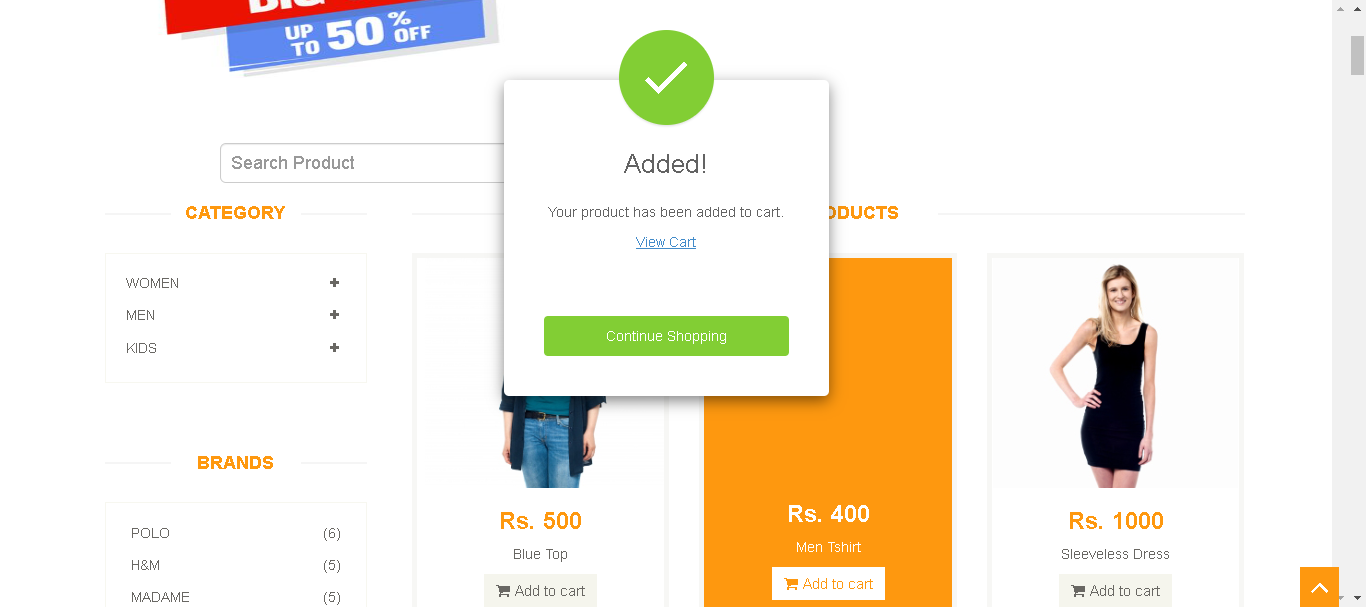 UP TO 50% OFF
Added!
Search Product
Your product has been added to cart.
View Cart
Continue Shopping
CATEGORY
WOMEN
MEN
KIDS
BRANDS
POLO (6)
H&M (5)
MADAME (5)
Rs. 500
Blue Top
Add to cart
Rs. 400
Men Tshirt
Add to cart
Rs. 1000
Sleeveless Dress
Add to cart